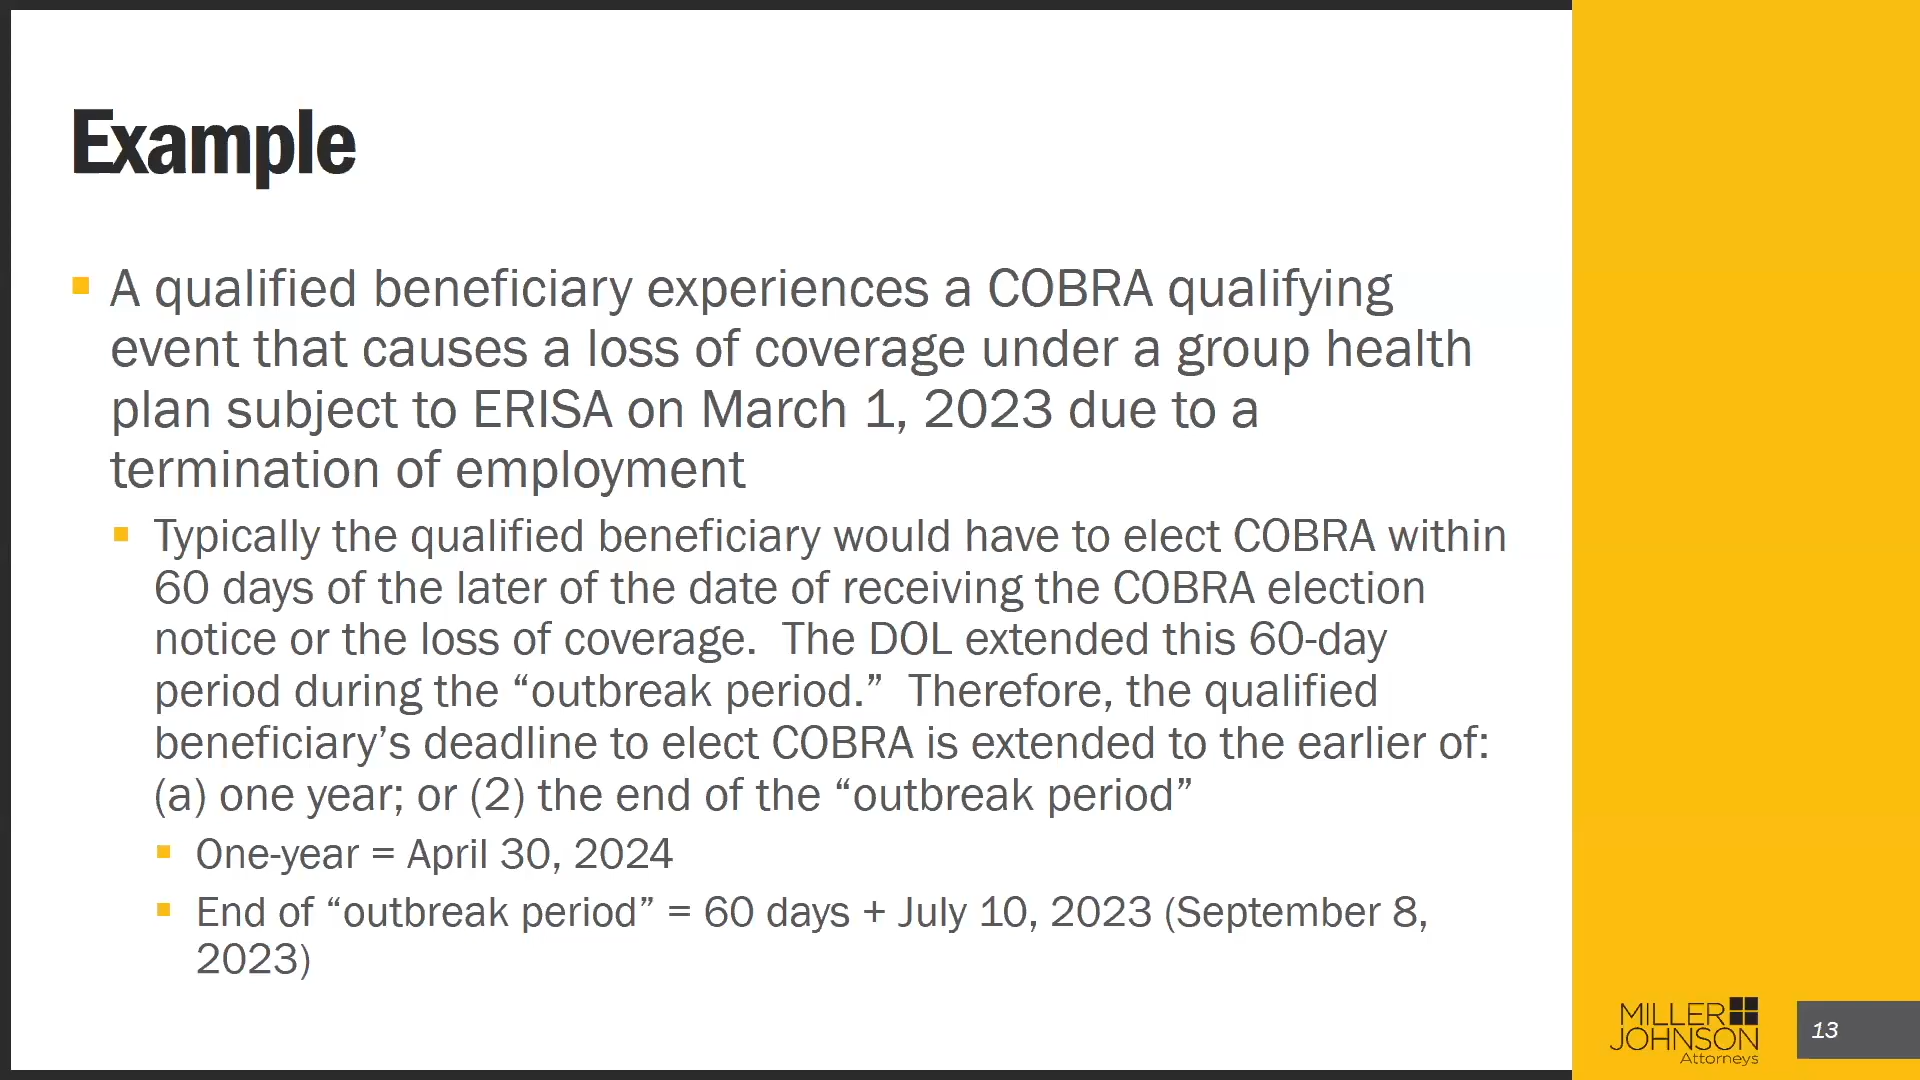 Example
A qualified beneficiary experiences a COBRA qualifying
event that causes a loss of coverage under a group health
plan subject to ERISA on March 1, 2023 due to a
termination of employment
Typically the qualified beneficiary would have to elect COBRA within
60 days of the later of the date of receiving the COBRA election
notice or the loss of coverage.  The DOL extended this 60-day
period during the “outbreak period.”  Therefore, the qualified
beneficiary’s deadline to elect COBRA is extended to the earlier of:
(a) one year; or (2) the end of the “outbreak period”
One-year = April 30, 2024
End of “outbreak period” = 60 days + July 10, 2023 (September 8,
2023)
MILLER
JOHNSON
Attorneys
13